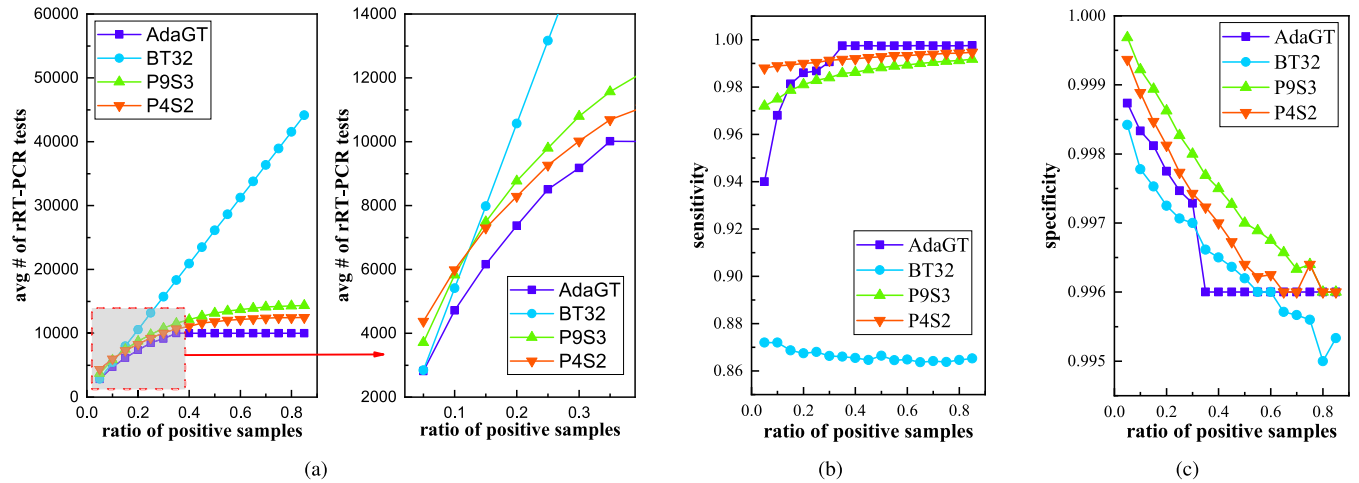 avg # of rRT-PCR tests
60000
50000
40000
30000
20000
10000
0
0.0 0.2 0.4 0.6 0.8
ratio of positive samples
AdaGT
BT32
P9S3
P4S2
avg # of rRT-PCR tests
14000
12000
10000
8000
6000
4000
2000
0.1 0.2 0.3
ratio of positive samples
AdaGT
BT32
P9S3
P4S2
(a)
sensitivity
1.00
0.98
0.96
0.94
0.92
0.90
0.88
0.86
0.0 0.2 0.4 0.6 0.8
ratio of positive samples
AdaGT
BT32
P9S3
P4S2
(b)
specificity
1.000
0.999
0.998
0.997
0.996
0.995
0.0 0.2 0.4 0.6 0.8
ratio of positive samples
AdaGT
BT32
P9S3
P4S2
(c)